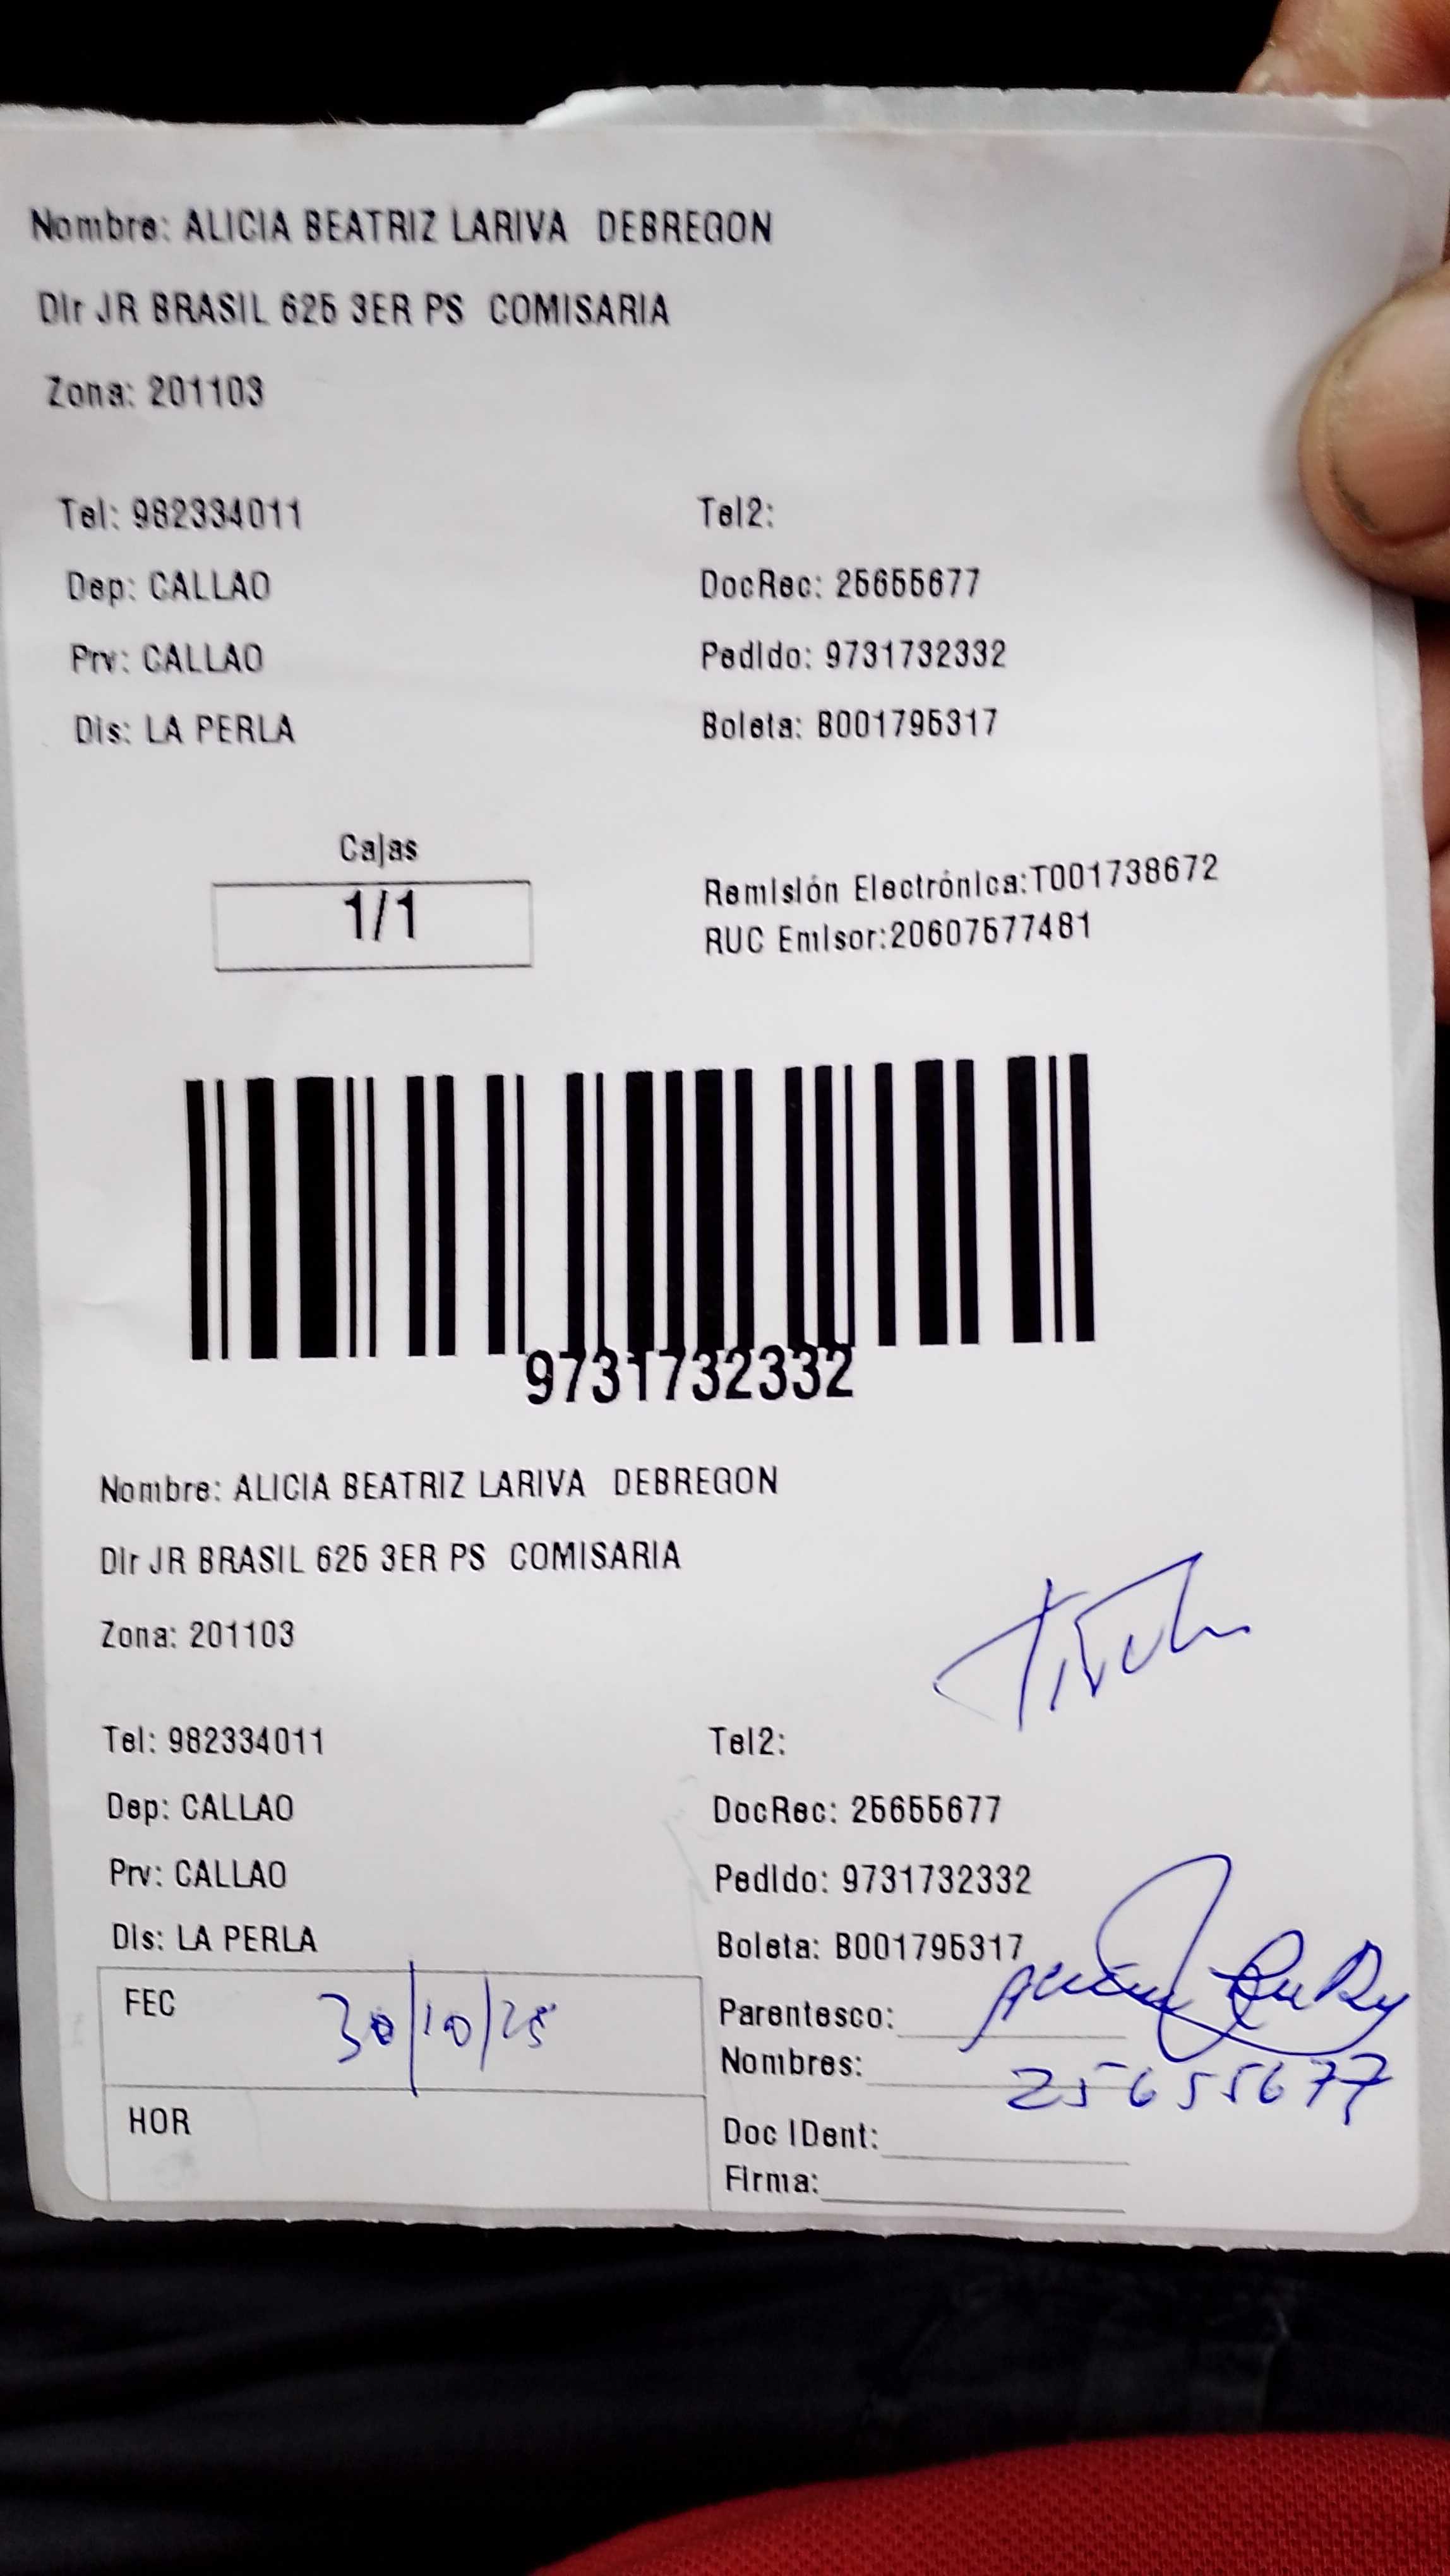 Nombre: ALICIA BEATRIZ LARIVA DEBREGON
Dir JR BRASIL 625 3ER PS COMISARIA
Zona: 201103
Tel: 982334011
Tel2:
Dep: CALLAO
DocRec: 25655677
Prv: CALLAO
Pedido: 9731732332
Dis: LA PERLA
Boleta: B001795317
Cajas
1/1
Remisión Electrónica:T001738672
RUC Emisor:20607577481
9731732332
Nombre: ALICIA BEATRIZ LARIVA DEBREGON
Dir JR BRASIL 625 3ER PS COMISARIA
Zona: 201103
Tel: 982334011
Tel2:
Dep: CALLAO
DocRec: 25655677
Prv: CALLAO
Pedido: 9731732332
Dis: LA PERLA
Boleta: B001795317
FEC 30/10/25
Parentesco:
Nombres:
25655677
HOR
Doc IDent:
Firma: